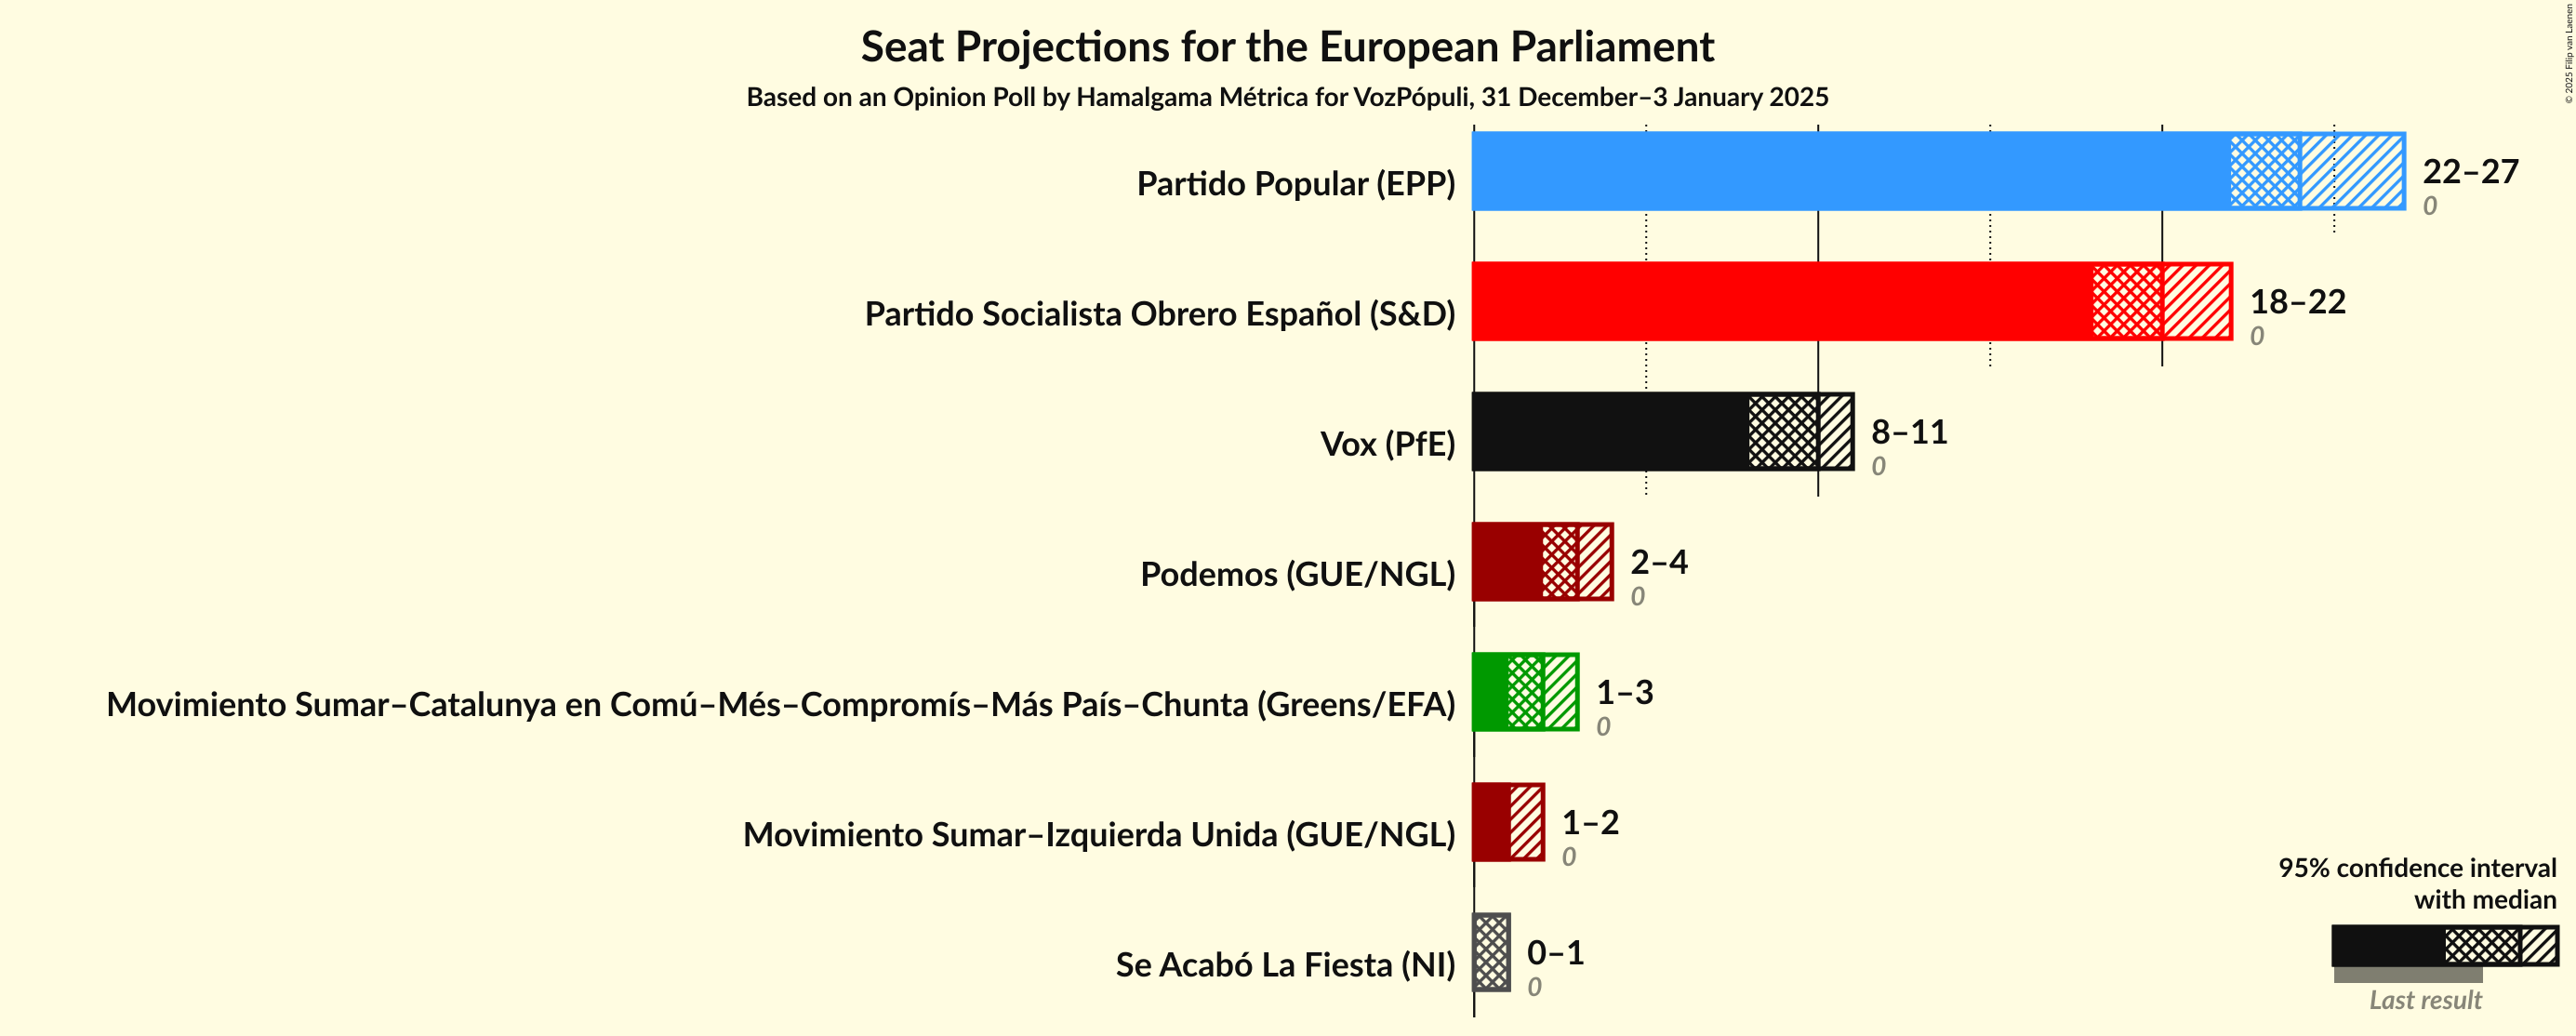 Seat Projections for the European Parliament
Based on an Opinion Poll by Hamalgama Métrica for VozPópuli, 31 December–3 January 2025
© 2025 Filip van Laenen
Partido Popular (EPP)
22–27
0
Partido Socialista Obrero Español (S&D)
18–22
0
Vox (PfE)
8–11
0
Podemos (GUE/NGL)
2–4
0
Movimiento Sumar–Catalunya en Comú–Més–Compromís–Más País–Chunta (Greens/EFA)
1–3
0
Movimiento Sumar–Izquierda Unida (GUE/NGL)
1–2
0
Se Acabó La Fiesta (NI)
0–1
0
95% confidence interval
with median
Last result